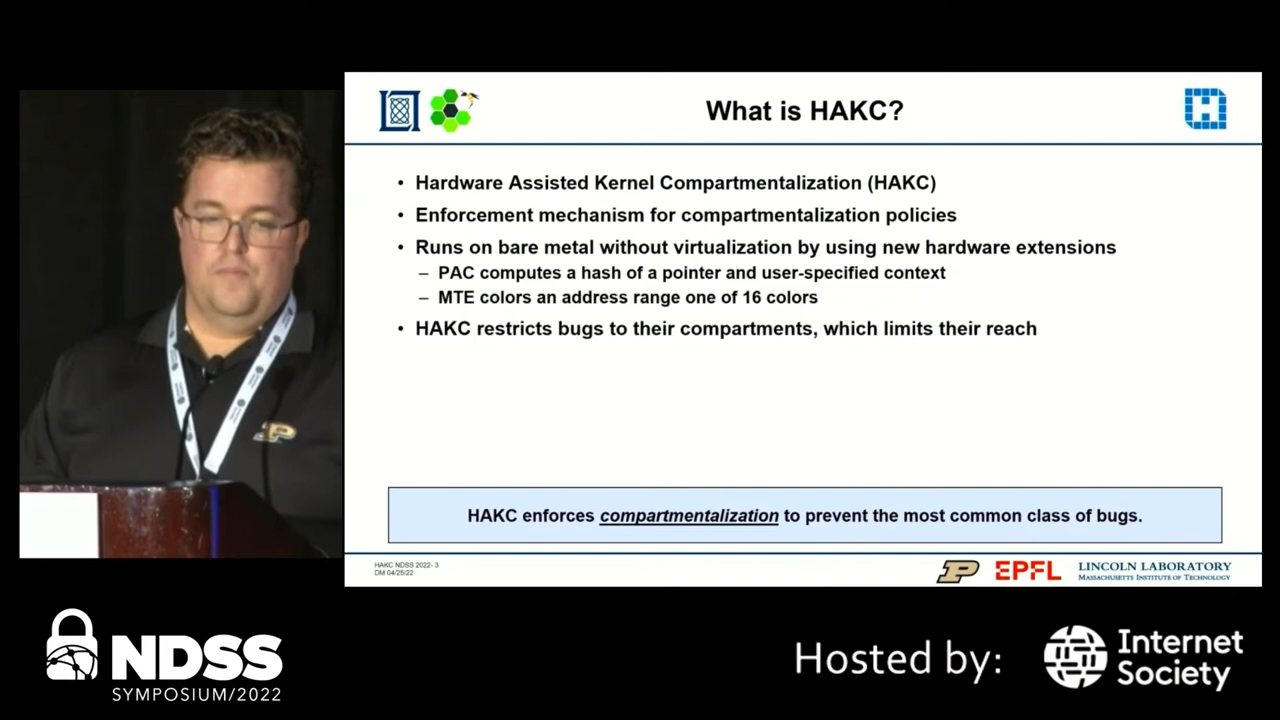 What is HAKC?
• Hardware Assisted Kernel Compartmentalization (HAKC)
• Enforcement mechanism for compartmentalization policies
• Runs on bare metal without virtualization by using new hardware extensions
– PAC computes a hash of a pointer and user-specified context
– MTE colors an address range one of 16 colors
• HAKC restricts bugs to their compartments, which limits their reach
HAKC enforces compartmentalization to prevent the most common class of bugs.
HAKC NDSS 2022- 3
DM 04/25/22
P EPFL LINCOLN LABORATORY
MASSACHUSETTS INSTITUTE OF TECHNOLOGY
NDSS
SYMPOSIUM/2022
Hosted by:
Internet
Society